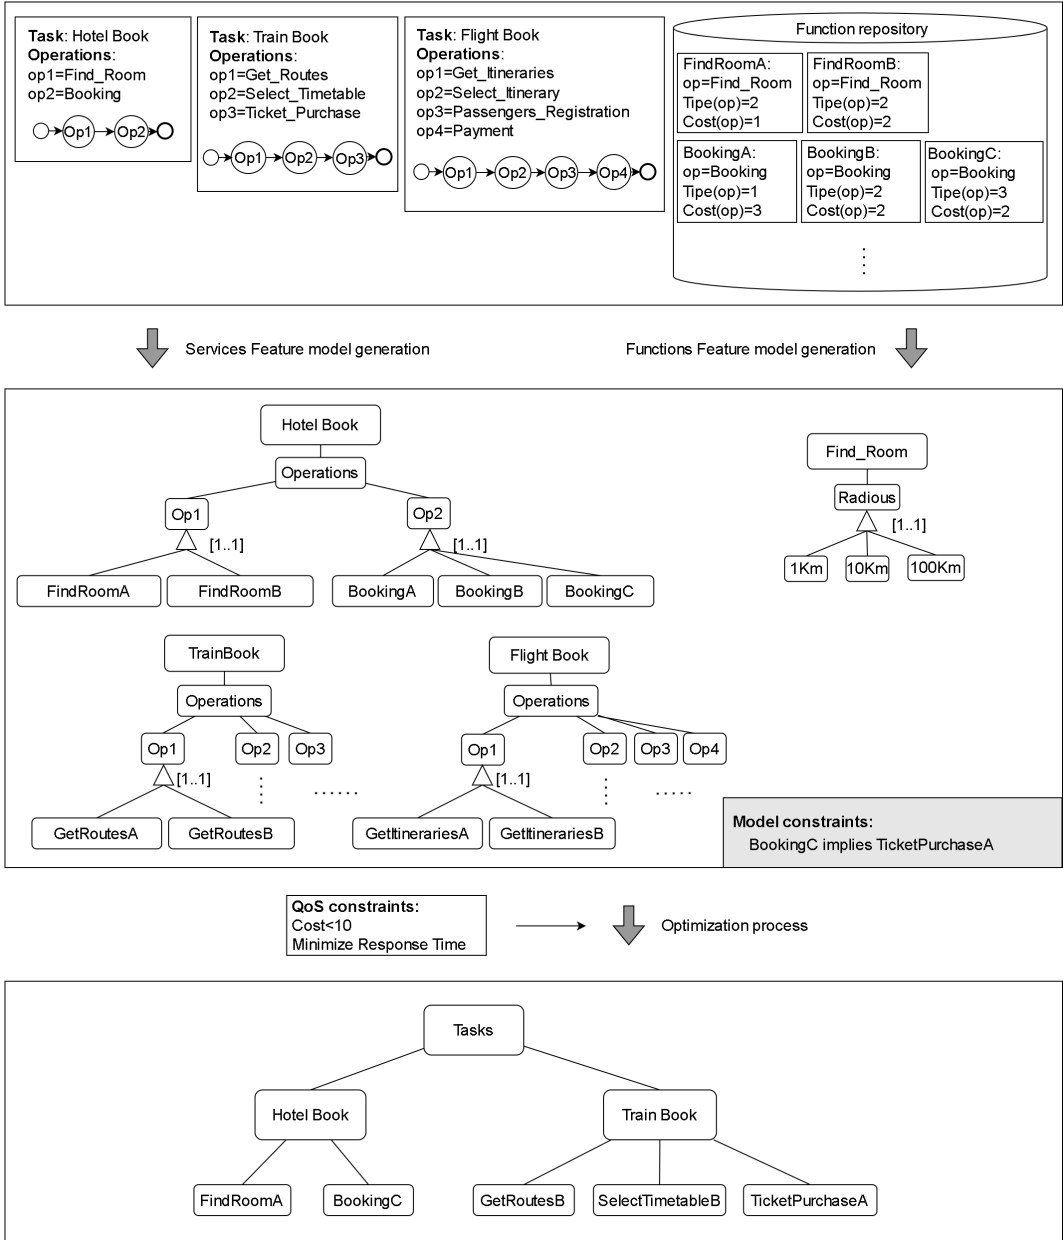 Task: Hotel Book
Operations:
op1=Find_Room
op2=Booking
Op1
Op2
Task: Train Book
Operations:
op1=Get_Routes
op2=Select_Timetable
op3=Ticket_Purchase
Op1
Op2
Op3
Task: Flight Book
Operations:
op1=Get_Itineraries
op2=Select_Itinerary
op3=Passengers_Registration
op4=Payment
Op1
Op2
Op3
Op4
Function repository
FindRoomA:
op=Find_Room
Tipe(op)=2
Cost(op)=1
FindRoomB:
op=Find_Room
Tipe(op)=2
Cost(op)=2
BookingA:
op=Booking
Tipe(op)=1
Cost(op)=3
BookingB:
op=Booking
Tipe(op)=2
Cost(op)=2
BookingC:
op=Booking
Tipe(op)=3
Cost(op)=2
Services Feature model generation
Functions Feature model generation
Hotel Book
Operations
Op1
Op2
[1..1]
[1..1]
FindRoomA
FindRoomB
BookingA
BookingB
BookingC
Find_Room
Radious
[1..1]
1Km
10Km
100Km
TrainBook
Operations
Op1
Op2
Op3
[1..1]
GetRoutesA
GetRoutesB
Flight Book
Operations
Op1
Op2
Op3
Op4
[1..1]
GetItinerariesA
GetItinerariesB
Model constraints:
BookingC implies TicketPurchaseA
QoS constraints:
Cost<10
Minimize Response Time
Optimization process
Tasks
Hotel Book
Train Book
FindRoomA
BookingC
GetRoutesB
SelectTimetableB
TicketPurchaseA